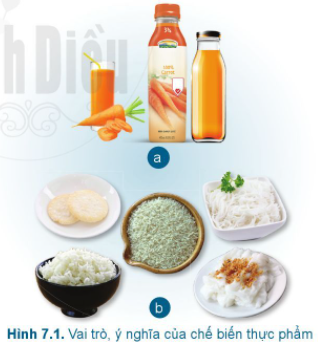 h Diều
a
b
Hình 7.1. Vai trò, ý nghĩa của chế biến thực phẩm